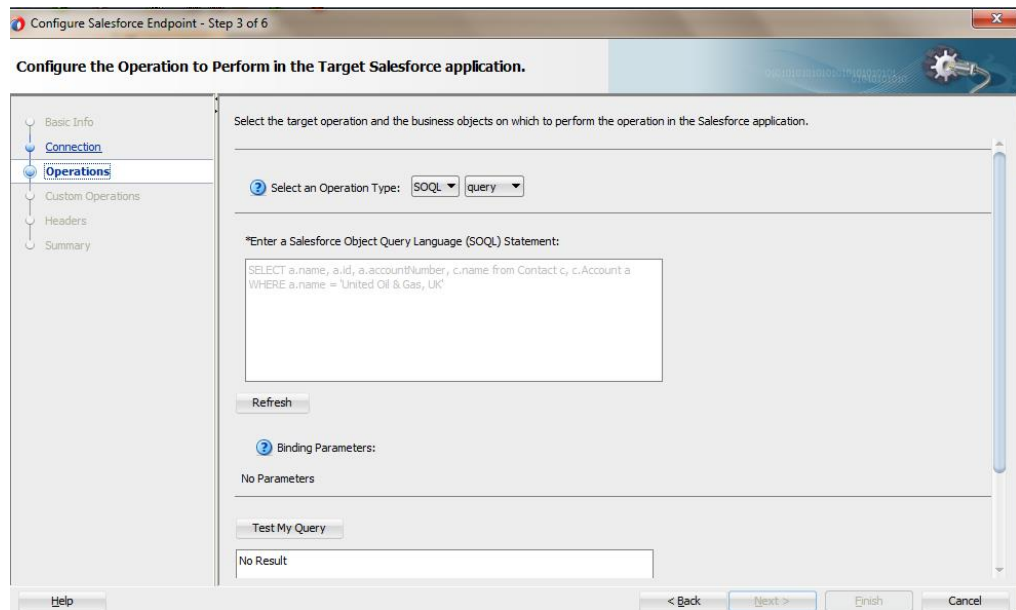 Configure Salesforce Endpoint - Step 3 of 6
Configure the Operation to Perform in the Target Salesforce application.
Basic Info
Connection
Operations
Custom Operations
Headers
Summary
Select the target operation and the business objects on which to perform the operation in the Salesforce application.
Select an Operation Type: SOQL query
*Enter a Salesforce Object Query Language (SOQL) Statement:
SELECT a.name, a.id, a.accountNumber, c.name from Contact c, c.Account a
WHERE a.name = 'United Oil & Gas, UK'
Refresh
Binding Parameters:
No Parameters
Test My Query
No Result
Help
< Back
Next >
Finish
Cancel